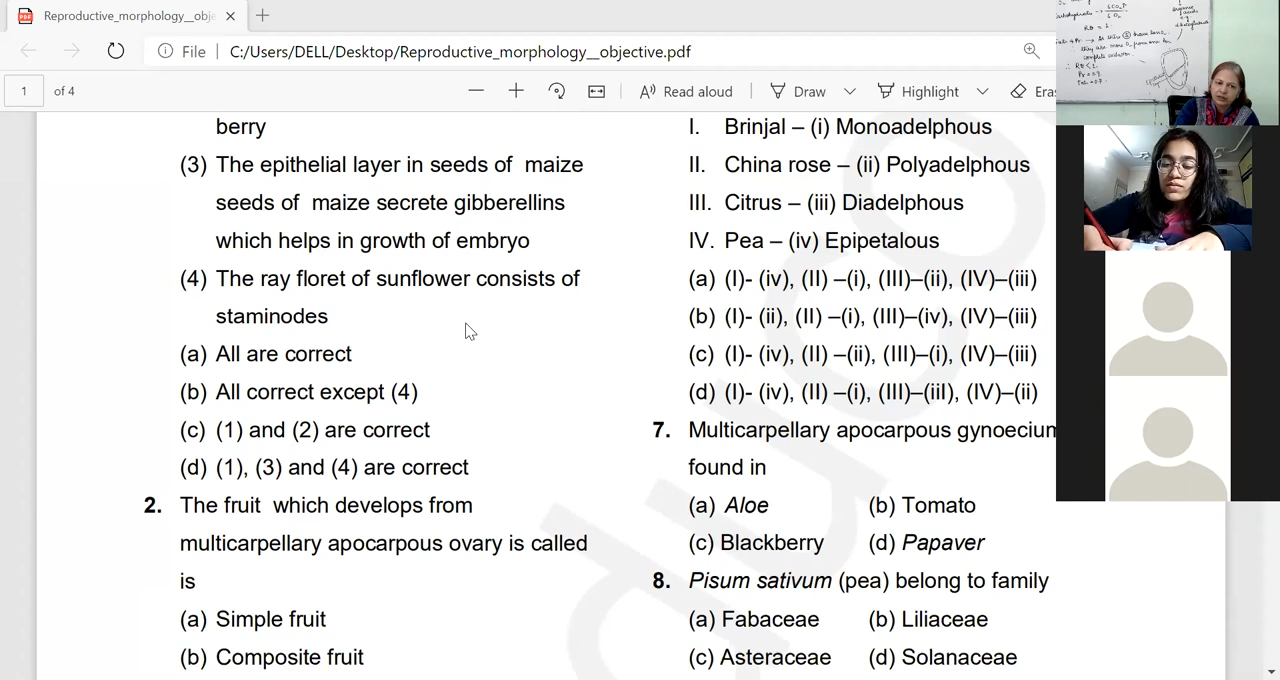 Reproductive_morphology__obje
File
C:/Users/DELL/Desktop/Reproductive_morphology__objective.pdf
1 of 4
Read aloud
Draw
Highlight
Eras
berry
(3) The epithelial layer in seeds of maize
seeds of maize secrete gibberellins
which helps in growth of embryo
(4) The ray floret of sunflower consists of
staminodes
(a) All are correct
(b) All correct except (4)
(c) (1) and (2) are correct
(d) (1), (3) and (4) are correct
2. The fruit which develops from
multicarpellary apocarpous ovary is called
is
(a) Simple fruit
(b) Composite fruit
I. Brinjal – (i) Monoadelphous
II. China rose – (ii) Polyadelphous
III. Citrus – (iii) Diadelphous
IV. Pea – (iv) Epipetalous
(a) (I)- (iv), (II) –(i), (III)–(ii), (IV)–(iii)
(b) (I)- (ii), (II) –(i), (III)–(iv), (IV)–(iii)
(c) (I)- (iv), (II) –(ii), (III)–(i), (IV)–(iii)
(d) (I)- (iv), (II) –(i), (III)–(iiI), (IV)–(ii)
7. Multicarpellary apocarpous gynoecium
found in
(a) Aloe (b) Tomato
(c) Blackberry (d) Papaver
8. Pisum sativum (pea) belong to family
(a) Fabaceae (b) Liliaceae
(c) Asteraceae (d) Solanaceae